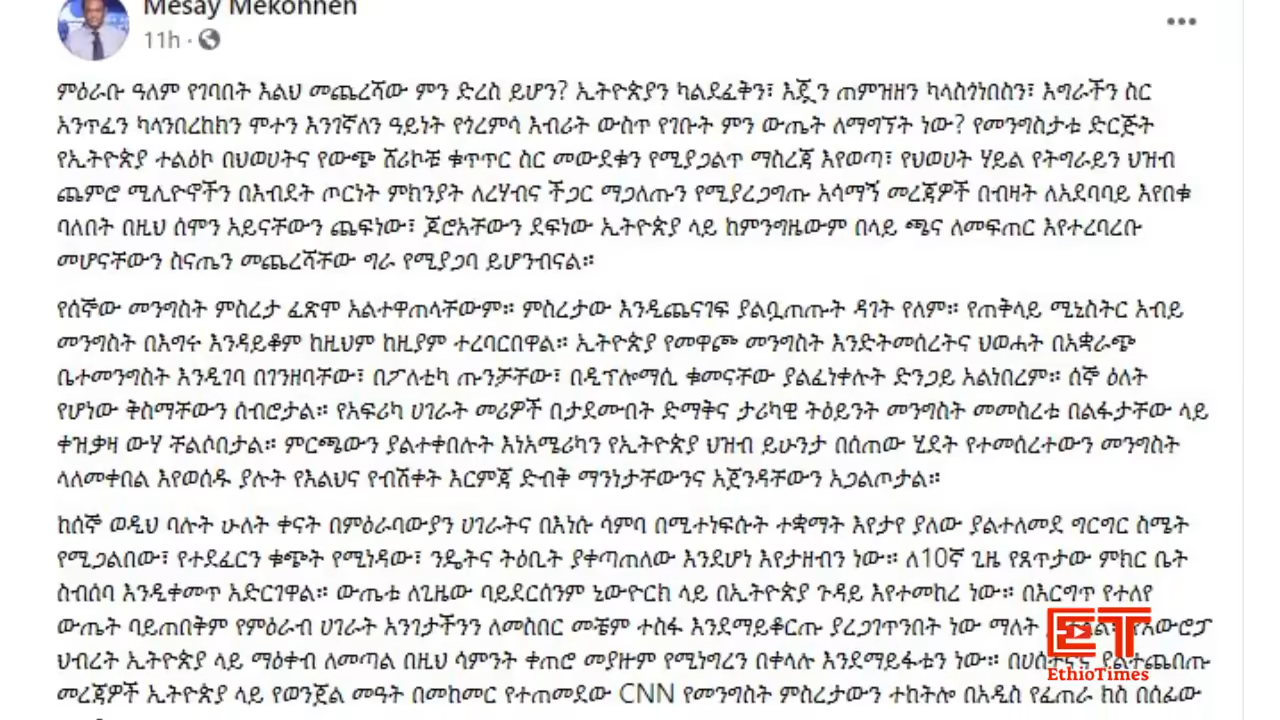 Mesay Mekonnen
11h ·
ምዕራቡ ዓለም የገባበት እልህ መጨረሻው ምን ድረስ ይሆን? ኢትዮጵያን ካልደፈቅን፣ እጇን ጠምዝዘን ካላስጎነበስን፣ እግራችን ስር
አንጥፈን ካላንበረከክን ሞተን እንገኛለን ዓይነት የጎረምሳ እብሪት ውስጥ የገቡት ምን ውጤት ለማግኘት ነው? የመንግስታቱ ድርጅት
የኢትዮጵያ ተልዕኮ በህወሀትና የውጭ ሸሪኮቹ ቁጥጥር ስር መውደቁን የሚያጋልጥ ማስረጃ እየወጣ፣ የህወሀት ሃይል የትግራይን ህዝብ
ጨምሮ ሚሊዮኖችን በእብደት ጦርነት ምክንያት ለረሃብና ችጋር ማጋለጡን የሚያረጋግጡ አሳማኝ መረጃዎች በብዛት ለአደባባይ እየበቁ
ባለበት በዚህ ሰሞን አይናቸውን ጨፍነው፣ ጆሮአቸውን ደፍነው ኢትዮጵያ ላይ ከምንግዜውም በላይ ጫና ለመፍጠር እየተረባረቡ
መሆናቸውን ስናጤን መጨረሻቸው ግራ የሚያጋባ ይሆንብናል።
የሰኞው መንግስት ምስረታ ፈጽሞ አልተዋጠላቸውም። ምስረታው እንዲጨናገፍ ያልቧጠጡት ዳገት የለም። የጠቅላይ ሚኒስትር አብይ
መንግስት በእግሩ እንዳይቆም ከዚህም ከዚያም ተረባርበዋል። ኢትዮጵያ የመዋጮ መንግስት እንድትመሰረትና ህወሓት በአቋራጭ
ቤተመንግስት እንዲገባ በገንዘባቸው፣ በፖለቲካ ጡንቻቸው፣ በዲፕሎማሲ ቁመናቸው ያልፈነቀሉት ድንጋይ አልነበረም። ሰኞ ዕለት
የሆነው ቅስማቸውን ሰብሮታል። የአፍሪካ ሀገራት መሪዎች በታደሙበት ድማቅና ታሪካዊ ትዕይንት መንግስት መመስረቱ በልፋታቸው ላይ
ቀዝቃዛ ውሃ ቸልሶበታል። ምርጫውን ያልተቀበሉት እነአሜሪካን የኢትዮጵያ ህዝብ ይሁንታ በሰጠው ሂደት የተመሰረተውን መንግስት
ላለመቀበል እየወሰዱ ያሉት የእልህና የብሽቀት እርምጃ ድብቅ ማንነታቸውንና አጀንዳቸውን አጋልጦታል።
ከሰኞ ወዲህ ባሉት ሁለት ቀናት በምዕራባውያን ሀገራትና በእነሱ ሳምባ በሚተነፍሱት ተቋማት እየታየ ያለው ያልተለመደ ግርግር ስሜት
የሚጋልበው፣ የተደፈርን ቁጭት የሚነዳው፣ ንዴትና ትዕቢት ያቀጣጠለው እንደሆነ እየታዘብን ነው። ለ10ኛ ጊዜ የጸጥታው ምክር ቤት
ስብሰባ እንዲቀመጥ አድርገዋል። ውጤቱ ለጊዜው ባይደርሰንም ኒውዮርክ ላይ በኢትዮጵያ ጉዳይ እየተመከረ ነው። በእርግጥ የተለየ
ውጤት ባይጠበቅም የምዕራብ ሀገራት አንገታችንን ለመስበር መቼም ተስፋ እንደማይቆርጡ ያረጋገጥንበት ነው ማለት
ህብረት ኢትዮጵያ ላይ ማዕቀብ ለመጣል በዚህ ሳምንት ቀጠሮ መያዙም የሚነግረን በቀላሉ እንደማይፋቱን ነው። በሀሰትና
መረጃዎች ኢትዮጵያ ላይ የወንጀል መዓት በመከመር የተጠመደው CNN የመንግስት ምስረታውን ተከትሎ በአዲስ የፈጠራ ክስ በሰፊው
ET
EthioTimes